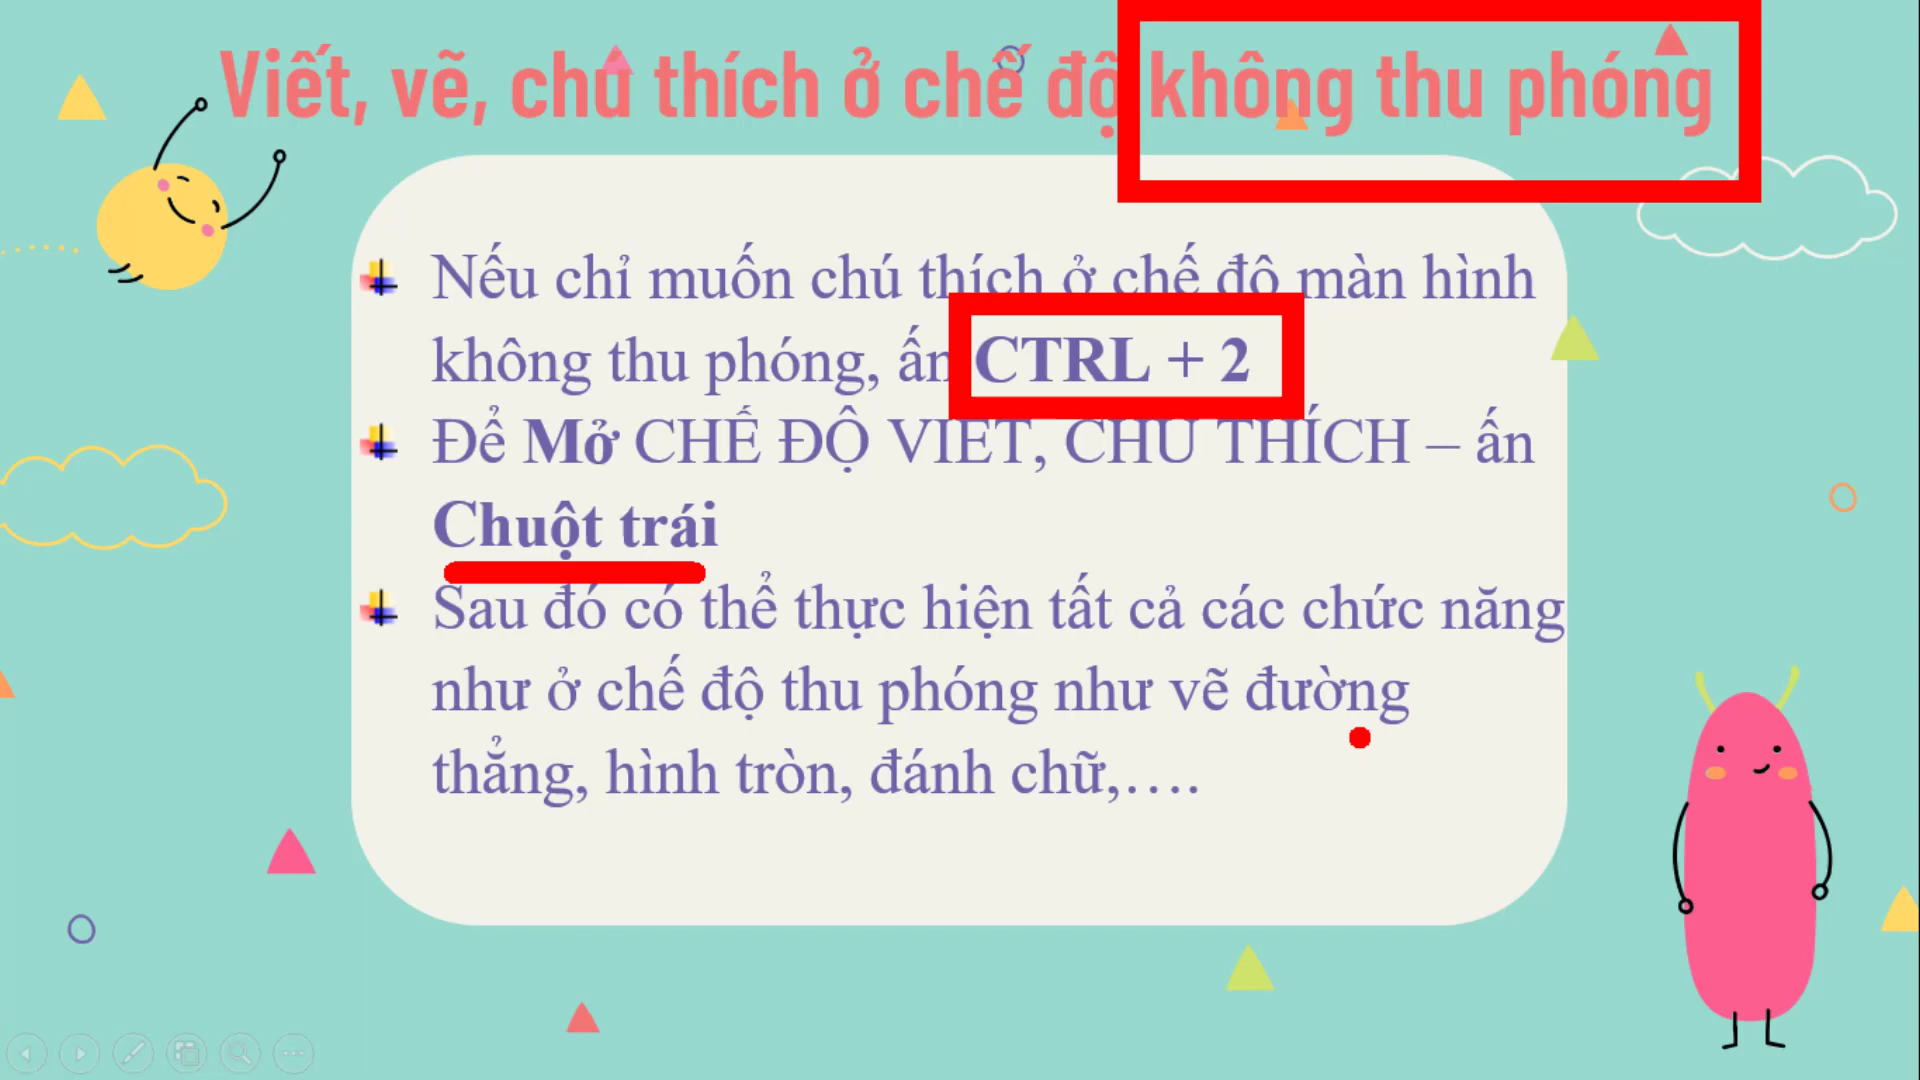 Viết, vẽ, chú thích ở chế độ không thu phóng
Nếu chỉ muốn chú thích ở chế độ màn hình
không thu phóng, ấn CTRL + 2
Để Mở CHẾ ĐỘ VIẾT, CHÚ THÍCH – ấn
Chuột trái
Sau đó có thể thực hiện tất cả các chức năng
như ở chế độ thu phóng như vẽ đường
thẳng, hình tròn, đánh chữ,….